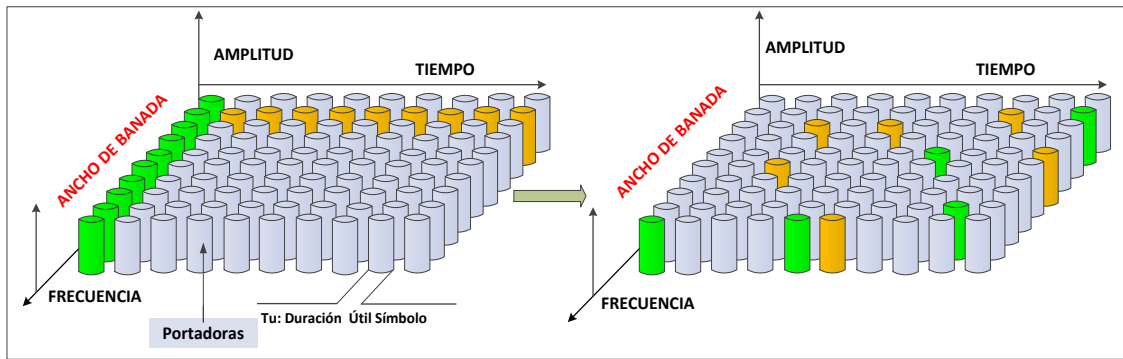 AMPLITUD
TIEMPO
ANCHO DE BANADA
FRECUENCIA
Portadoras
Tu: Duración Útil Símbolo
AMPLITUD
TIEMPO
ANCHO DE BANADA
FRECUENCIA